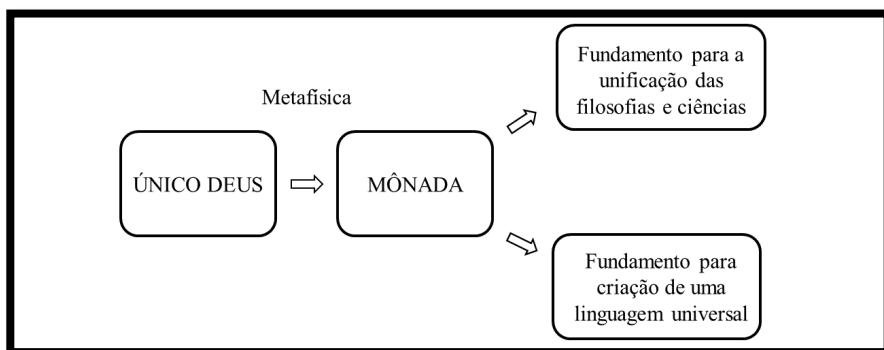 Metafísica
ÚNICO DEUS
MÔNADA
Fundamento para a
unificação das
filosofias e ciências
Fundamento para
criação de uma
linguagem universal